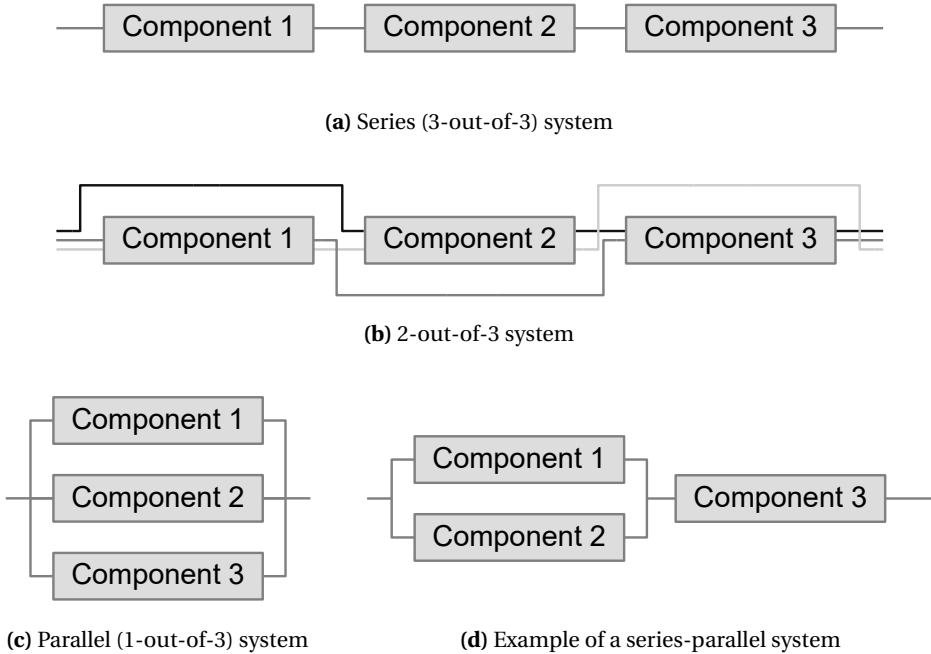 Component 1 Component 2 Component 3
(a) Series (3-out-of-3) system
Component 1 Component 2 Component 3
(b) 2-out-of-3 system
Component 1
Component 2
Component 3
(c) Parallel (1-out-of-3) system
Component 1
Component 2
Component 3
(d) Example of a series-parallel system